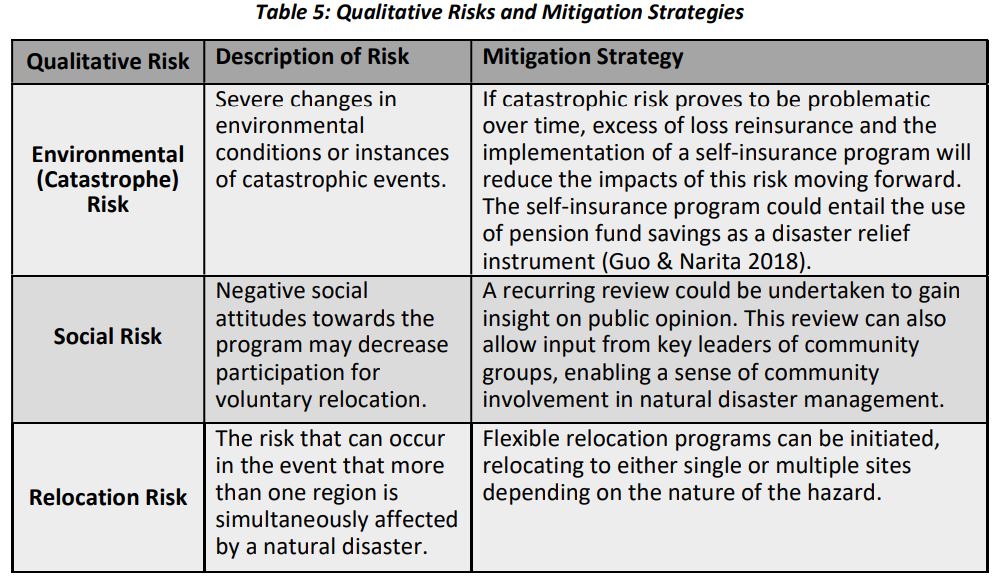 Table 5: Qualitative Risks and Mitigation Strategies
Qualitative Risk
Description of Risk
Mitigation Strategy
Environmental
(Catastrophe)
Risk
Severe changes in
environmental
conditions or instances
of catastrophic events.
If catastrophic risk proves to be problematic
over time, excess of loss reinsurance and the
implementation of a self-insurance program will
reduce the impacts of this risk moving forward.
The self-insurance program could entail the use
of pension fund savings as a disaster relief
instrument (Guo & Narita 2018).
Social Risk
Negative social
attitudes towards the
program may decrease
participation for
voluntary relocation.
A recurring review could be undertaken to gain
insight on public opinion. This review can also
allow input from key leaders of community
groups, enabling a sense of community
involvement in natural disaster management.
Relocation Risk
The risk that can occur
in the event that more
than one region is
simultaneously affected
by a natural disaster.
Flexible relocation programs can be initiated,
relocating to either single or multiple sites
depending on the nature of the hazard.